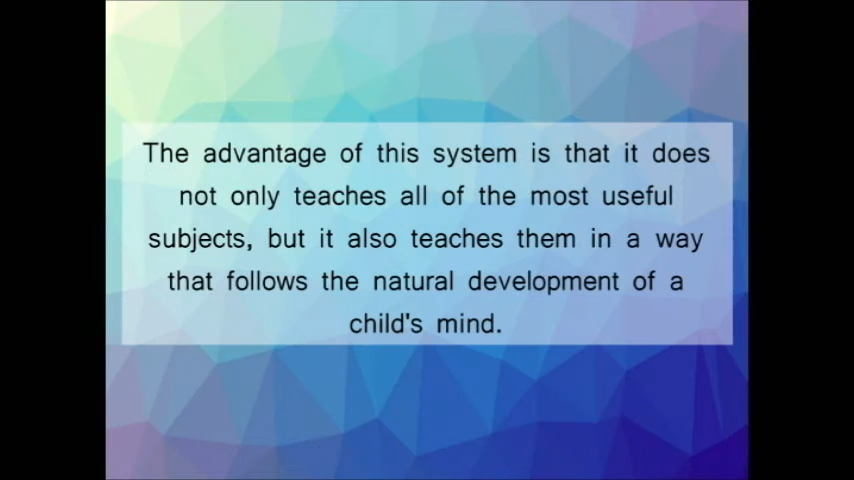 The advantage of this system is that it does
not only teaches all of the most useful
subjects, but it also teaches them in a way
that follows the natural development of a
child's mind.